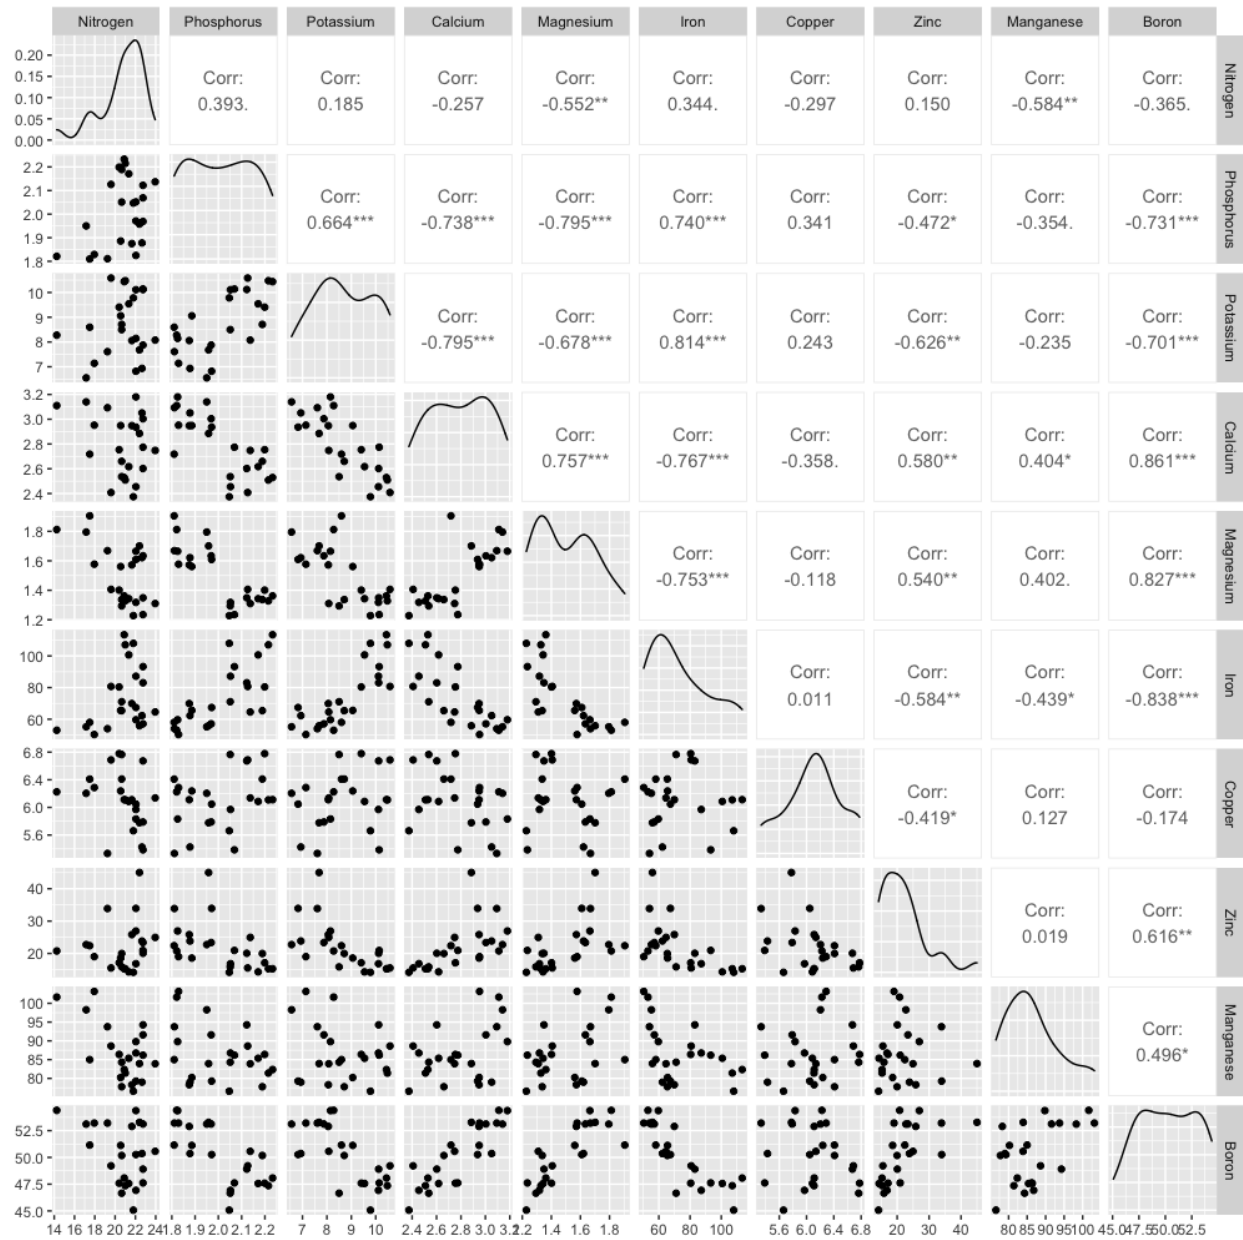 Nitrogen Phosphorus Potassium Calcium Magnesium Iron Copper Zinc Manganese Boron
0.20
0.15
0.10
0.05
0.00
Corr: Corr: Corr: Corr: Corr: Corr: Corr: Corr: Corr:
0.393. 0.185 -0.257 -0.552** 0.344. -0.297 0.150 -0.584** -0.365.
Nitrogen
2.2
2.1
2.0
1.9
1.8
Corr: Corr: Corr: Corr: Corr: Corr: Corr: Corr:
0.664*** -0.738*** -0.795*** 0.740*** 0.341 -0.472* -0.354. -0.731***
Phosphorus
10
9
8
7
Corr: Corr: Corr: Corr: Corr: Corr: Corr:
-0.795*** -0.678*** 0.814*** 0.243 -0.626** -0.235 -0.701***
Potassium
3.2
3.0
2.8
2.6
2.4
Corr: Corr: Corr: Corr: Corr: Corr:
0.757*** -0.767*** -0.358. 0.580** 0.404* 0.861***
Calcium
1.8
1.6
1.4
1.2
Corr: Corr: Corr: Corr: Corr:
-0.753*** -0.118 0.540** 0.402. 0.827***
Magnesium
100
80
60
Corr: Corr: Corr: Corr:
0.011 -0.584** -0.439* -0.838***
Iron
6.8
6.4
6.0
5.6
Corr: Corr: Corr:
-0.419* 0.127 -0.174
Copper
40
30
20
Corr: Corr:
0.019 0.616**
Zinc
100
95
90
85
80
Corr:
0.496*
Manganese
52.5
50.0
47.5
45.0
Boron
14 16 18 20 22 24 1.8 1.9 2.0 2.1 2.2 7 8 9 10 2.4 2.6 2.8 3.0 3.2 1.2 1.4 1.6 1.8 60 80 100 5.6 6.0 6.4 6.8 20 30 40 80 85 90 95 100 45.0 47.5 50.0 52.5